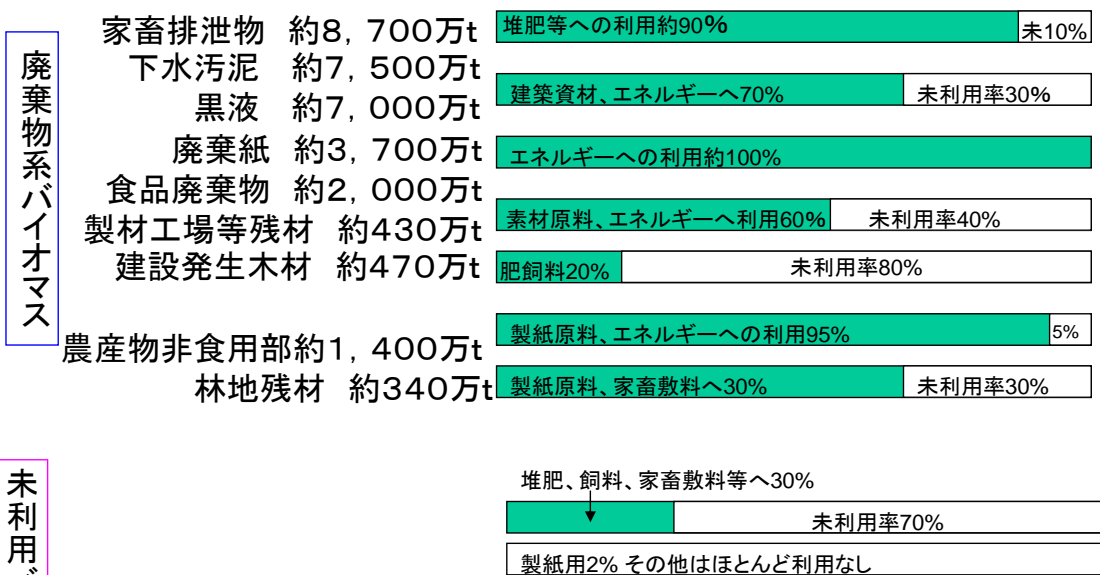 廃棄物系バイオマス
家畜排泄物　約8，700万t
堆肥等への利用約90%
未10%
下水汚泥　約7，500万t
建築資材、エネルギーへ70%
未利用率30%
黒液　約7，000万t
廃棄紙　約3，700万t
エネルギーへの利用約100%
食品廃棄物　約2，000万t
素材原料、エネルギーへ利用60%
未利用率40%
製材工場等残材　約430万t
建設発生木材　約470万t
肥飼料20%
未利用率80%
製紙原料、エネルギーへの利用95%
5%
農産物非食用部約1，400万t
林地残材　約340万t
製紙原料、家畜敷料へ30%
未利用率30%
未利用
堆肥、飼料、家畜敷料等へ30%
未利用率70%
製紙用2% その他はほとんど利用なし